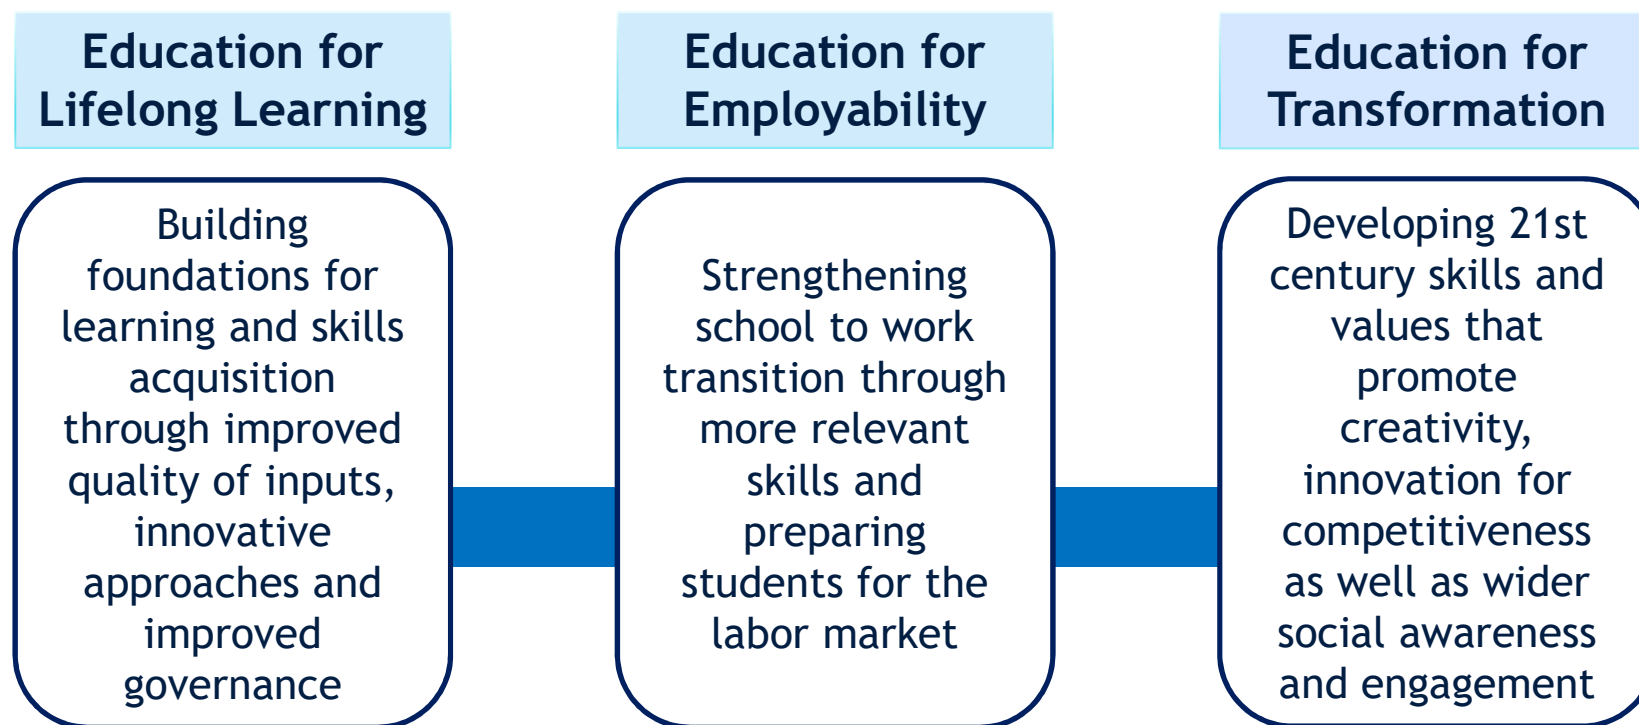 Education for
Lifelong Learning
Building
foundations for
learning and skills
acquisition
through improved
quality of inputs,
innovative
approaches and
improved
governance
Education for
Employability
Strengthening
school to work
transition through
more relevant
skills and
preparing
students for the
labor market
Education for
Transformation
Developing 21st
century skills and
values that
promote
creativity,
innovation for
competitiveness
as well as wider
social awareness
and engagement